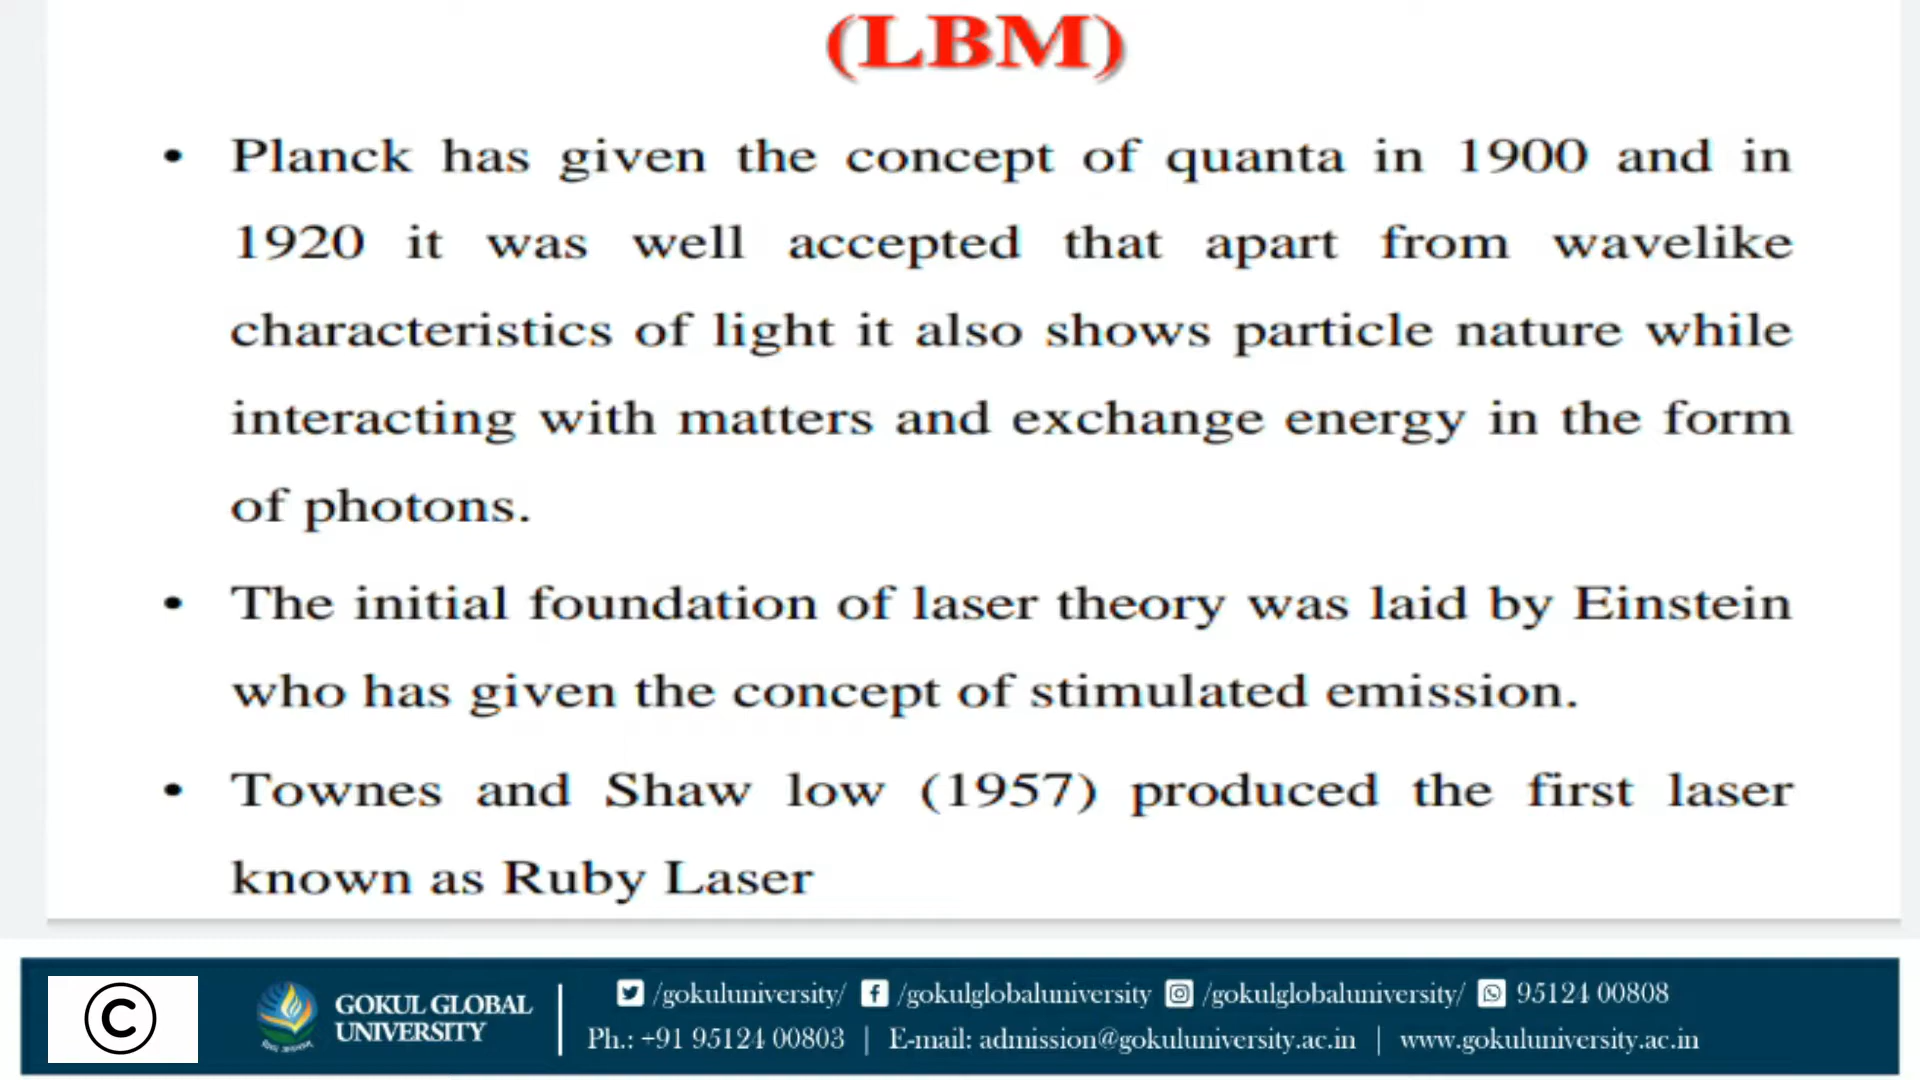 (LBM)
• Planck has given the concept of quanta in 1900 and in
1920 it was well accepted that apart from wavelike
characteristics of light it also shows particle nature while
interacting with matters and exchange energy in the form
of photons.
• The initial foundation of laser theory was laid by Einstein
who has given the concept of stimulated emission.
• Townes and Shaw low (1957) produced the first laser
known as Ruby Laser
©
GOKUL GLOBAL
UNIVERSITY
/gokuluniversity/ /gokulglobaluniversity /gokulglobaluniversity/ 95124 00808
Ph.: +91 95124 00803 | E-mail: admission@gokuluniversity.ac.in | www.gokuluniversity.ac.in